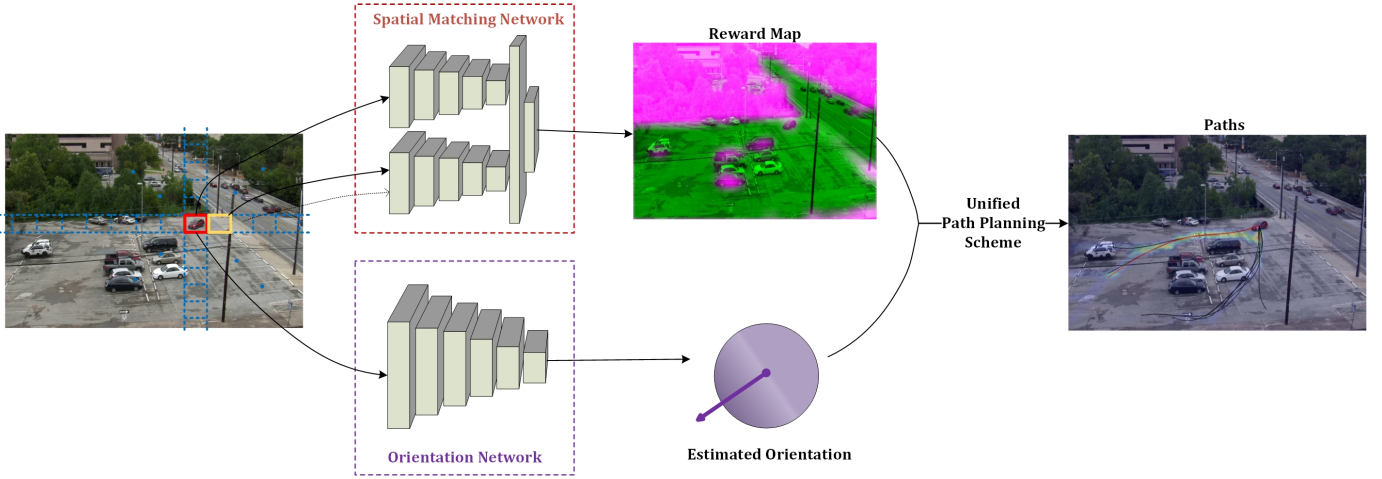 Spatial Matching Network
Reward Map
Paths
Unified
Path Planning
Scheme
Orientation Network
Estimated Orientation